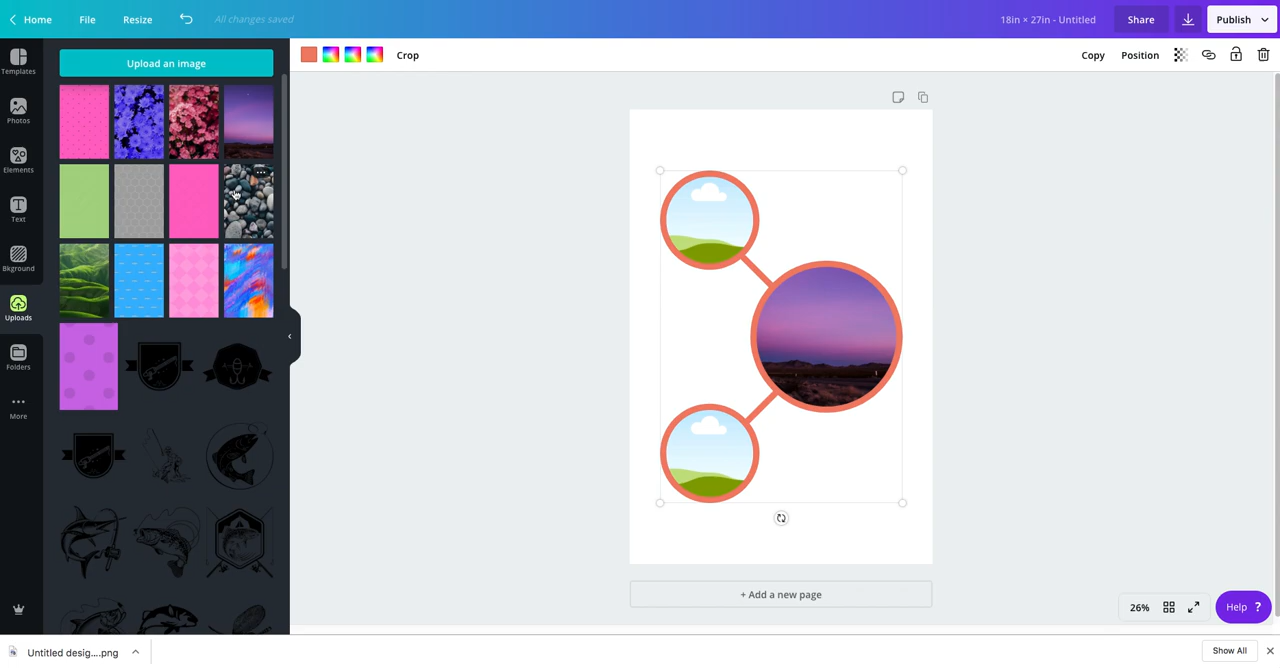 Home File Resize All changes saved 18in × 27in - Untitled Share Publish
Templates
Photos
Elements
Text
Bkground
Uploads
Folders
More
Upload an image
Crop Copy Position
+ Add a new page
26% Help ?
Untitled desig....png Show All